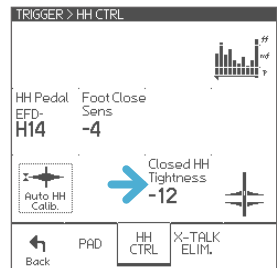 TRIGGER > HH CTRL
ff
mf
p
HH Pedal
EFD-
H14
Foot Close
Sens
-4
Auto HH
Calib.
Closed HH
Tightness
-12
Back
PAD
HH
CTRL
X-TALK
ELIM.